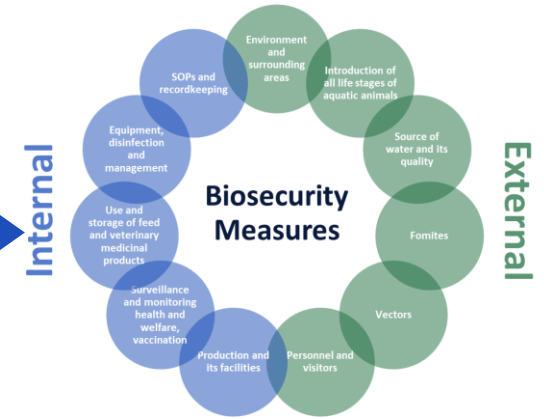 Environment
and
surrounding
areas
Introduction of
all life stages of
aquatic animals
Source of
water and its
quality
Fomites
Vectors
Personnel and
visitors
Production and
its facilities
Surveillance
and monitoring
health and
welfare,
vaccination
Use and
storage of feed
and veterinary
medicinal
products
Equipment,
disinfection
and
management
SOPs and
recordkeeping
Biosecurity
Measures
Internal
External